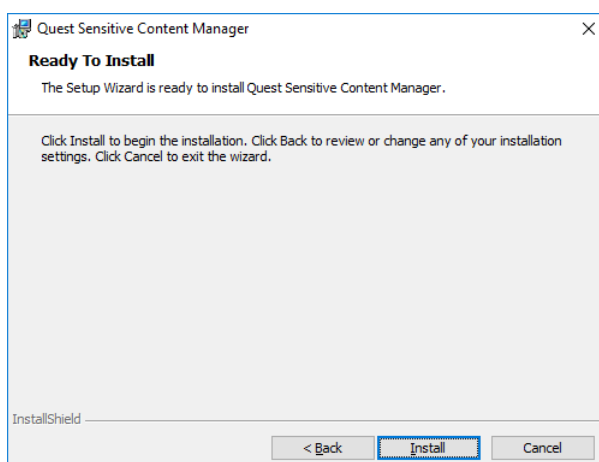 Quest Sensitive Content Manager
Ready To Install
The Setup Wizard is ready to install Quest Sensitive Content Manager.
Click Install to begin the installation. Click Back to review or change any of your installation
settings. Click Cancel to exit the wizard.
InstallShield
< Back Install Cancel